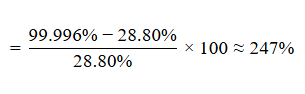 = 99.996% − 28.80%
28.80% × 100 ≈ 247%